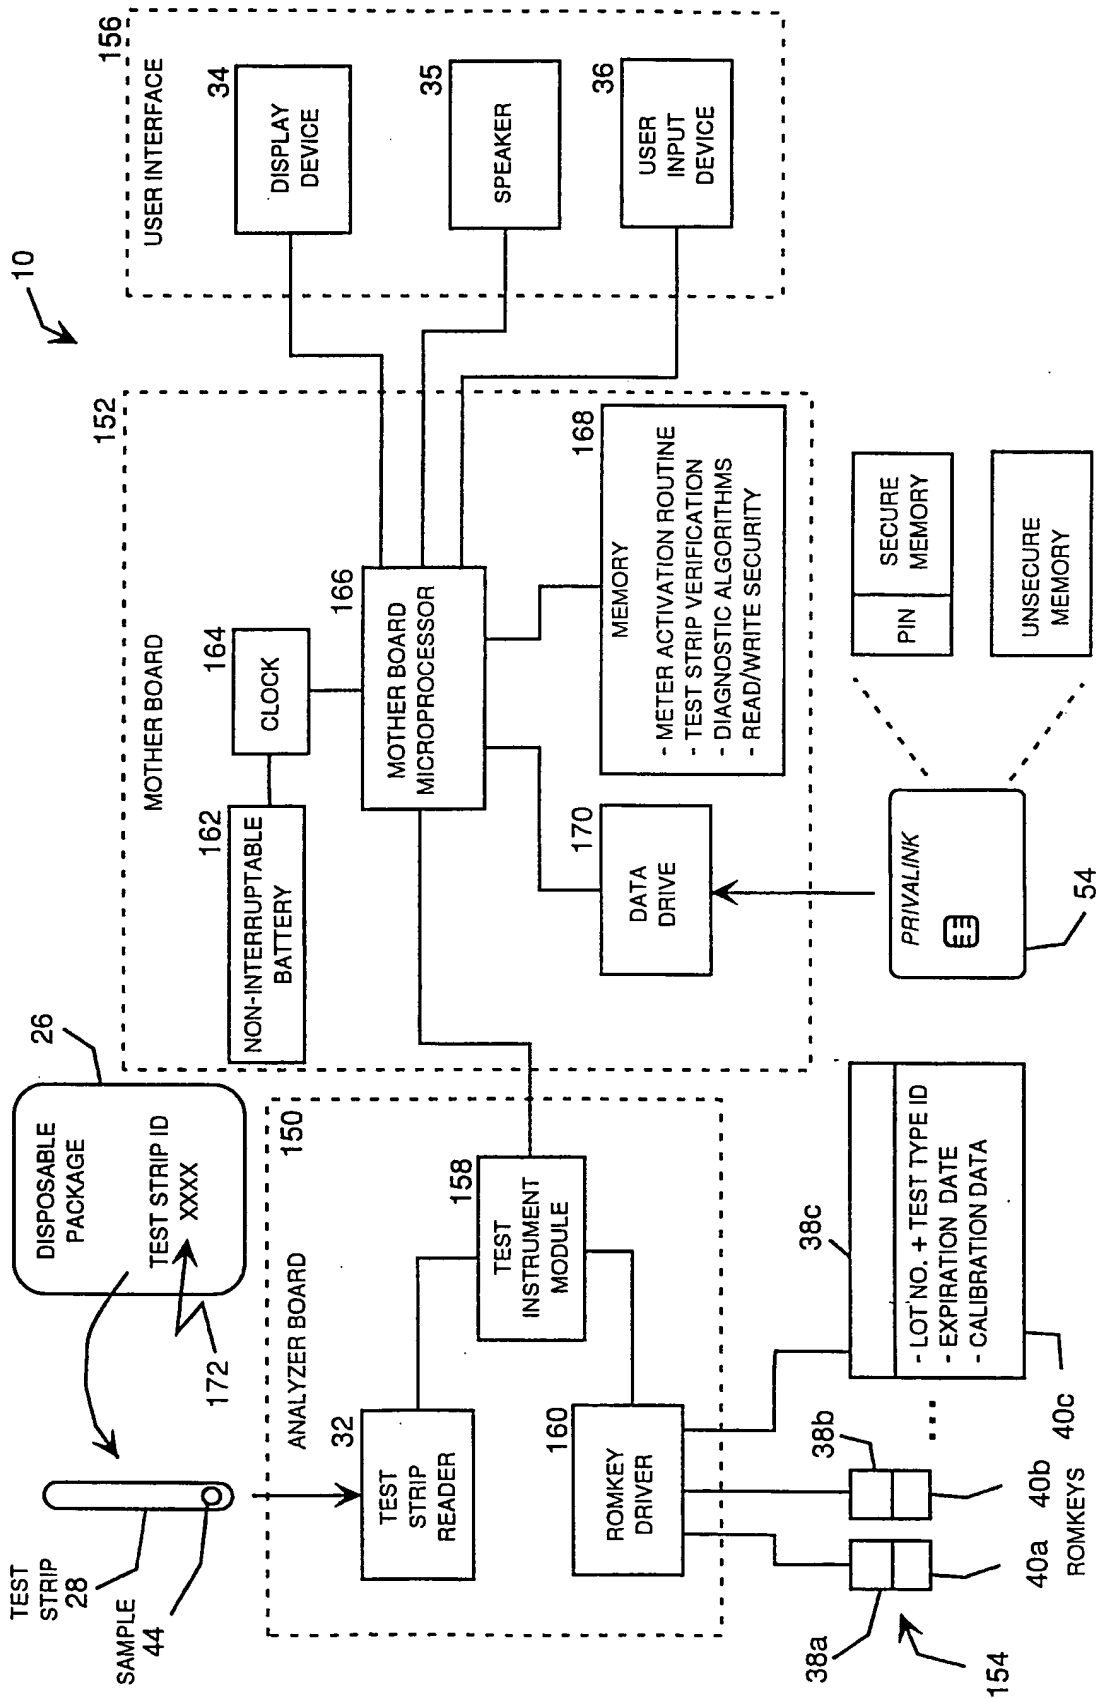 10
156
USER INTERFACE
34
DISPLAY
DEVICE
35
SPEAKER
36
USER
INPUT
DEVICE
152
MOTHER BOARD
164
CLOCK
162
NON-INTERRUPTABLE
BATTERY
166
MOTHER BOARD
MICROPROCESSOR
168
MEMORY
- METER ACTIVATION ROUTINE
- TEST STRIP VERIFICATION
- DIAGNOSTIC ALGORITHMS
- READ/WRITE SECURITY
170
DATA
DRIVE
PIN
SECURE
MEMORY
UNSECURE
MEMORY
PRIVALINK
54
26
DISPOSABLE
PACKAGE
TEST STRIP ID
XXXX
172
TEST
STRIP
28
SAMPLE
44
150
ANALYZER BOARD
32
TEST
STRIP
READER
158
TEST
INSTRUMENT
MODULE
160
ROMKEY
DRIVER
38a
38b
38c
- LOT NO. + TEST TYPE ID
- EXPIRATION DATE
- CALIBRATION DATA
...
40a
40b
40c
ROMKEYS
154